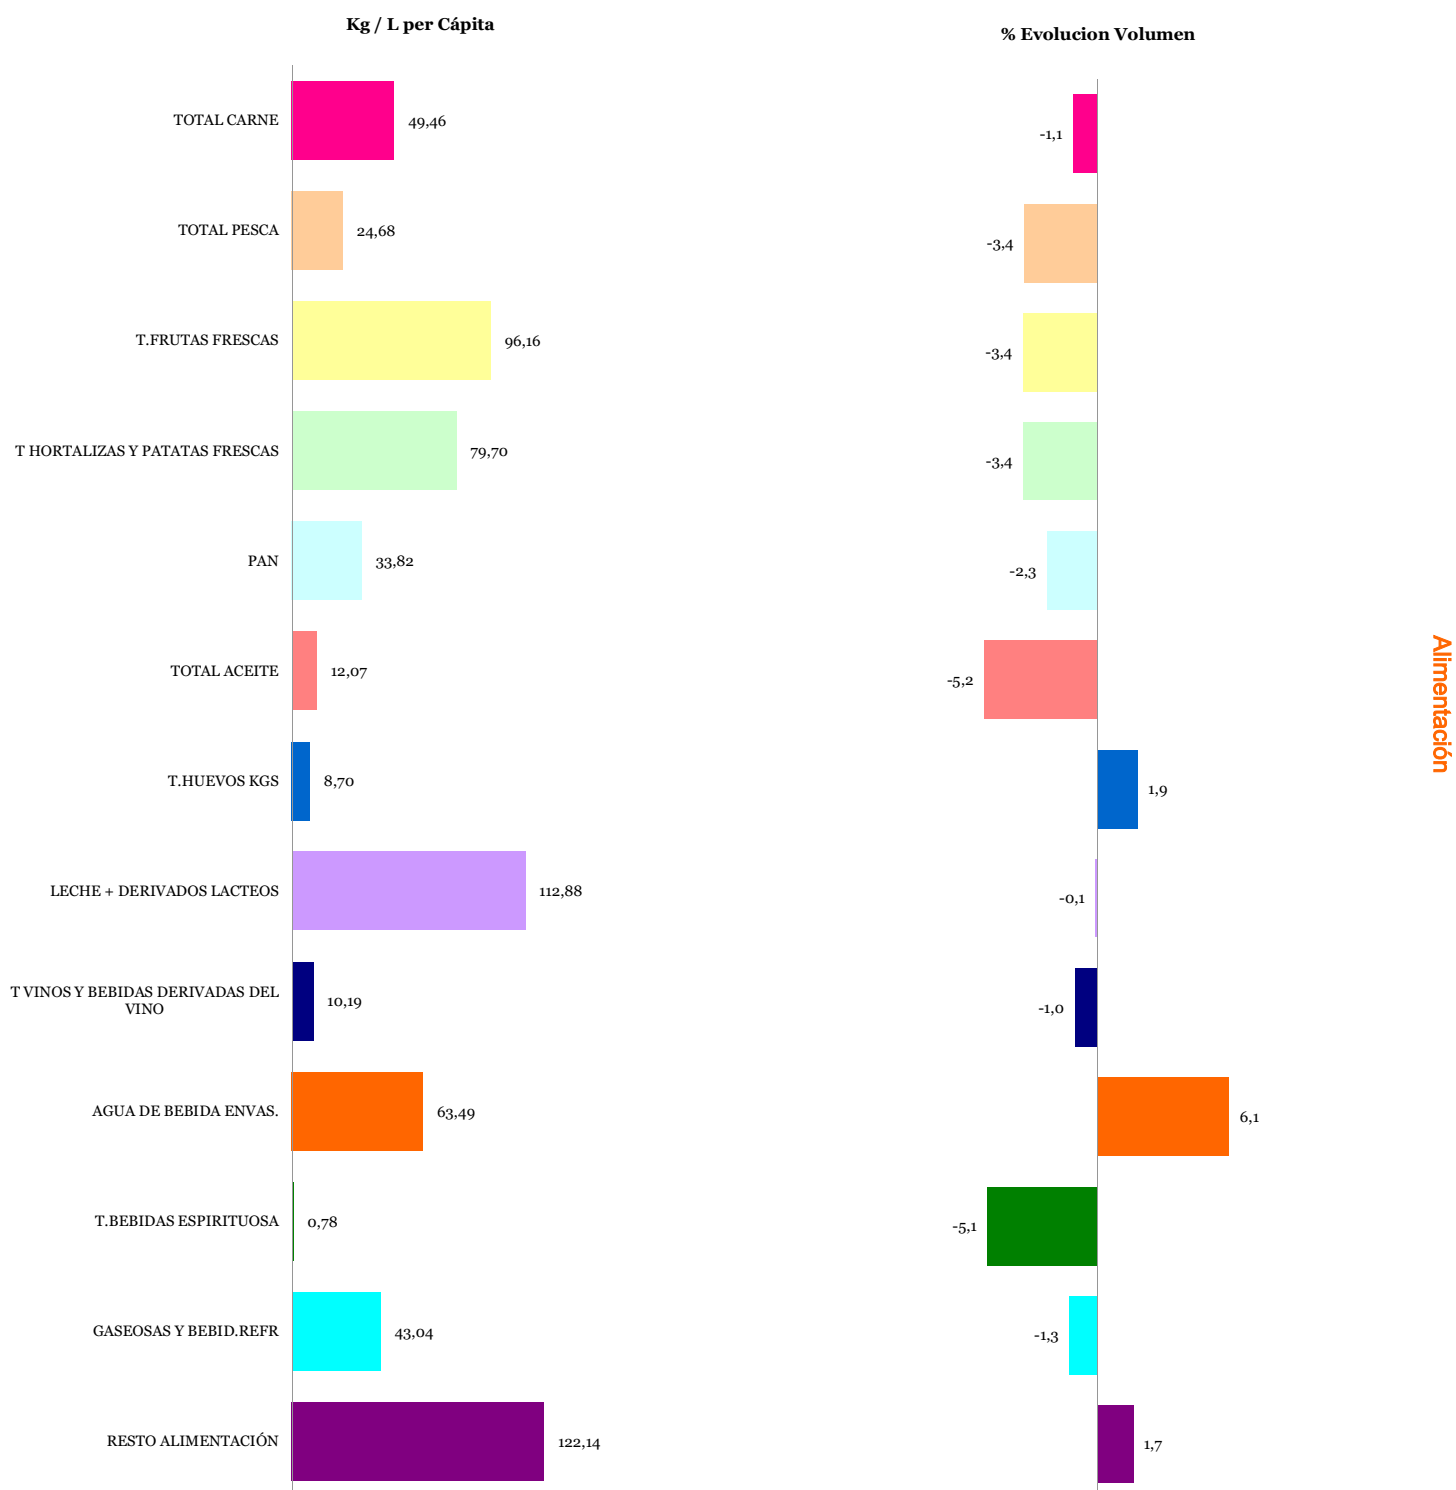 Kg / L per Cápita
% Evolucion Volumen
TOTAL CARNE
49,46
-1,1
TOTAL PESCA
24,68
-3,4
T.FRUTAS FRESCAS
96,16
-3,4
T HORTALIZAS Y PATATAS FRESCAS
79,70
-3,4
PAN
33,82
-2,3
TOTAL ACEITE
12,07
-5,2
T.HUEVOS KGS
8,70
1,9
LECHE + DERIVADOS LACTEOS
112,88
-0,1
T VINOS Y BEBIDAS DERIVADAS DEL
VINO
10,19
-1,0
AGUA DE BEBIDA ENVAS.
63,49
6,1
T.BEBIDAS ESPIRITUOSA
0,78
-5,1
GASEOSAS Y BEBID.REFR
43,04
-1,3
RESTO ALIMENTACIÓN
122,14
1,7
Alimentación